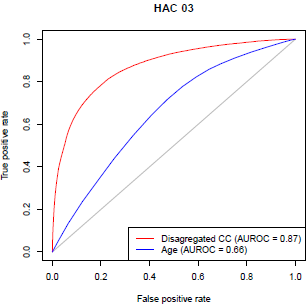 HAC 03
True positive rate
1.0
0.8
0.6
0.4
0.2
0.0
Disagregated CC (AUROC = 0.87)
Age (AUROC = 0.66)
0.0 0.2 0.4 0.6 0.8 1.0
False positive rate